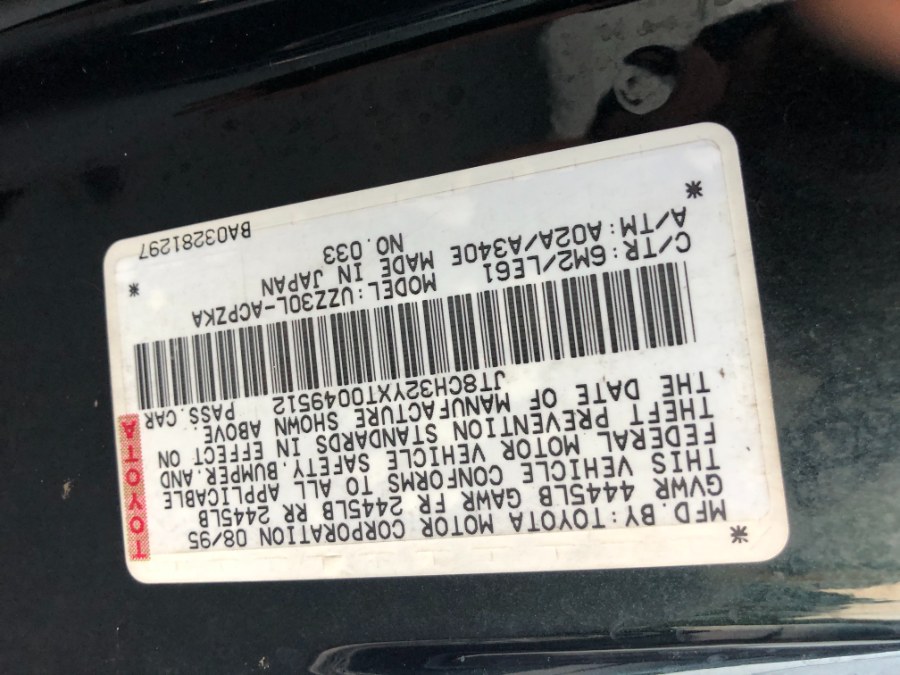 MFD.BY:TOYOTA MOTOR CORPORATION 08/95
GVWR 4445LB GAWR FR 2445LB RR 2445LB
THIS VEHICLE CONFORMS TO ALL APPLICABLE
FEDERAL MOTOR VEHICLE SAFETY.BUMPER.AND
THEFT PREVENTION STANDARDS IN EFFECT ON
THE DATE OF MANUFACTURE SHOWN ABOVE
JT8CH32YXT0049512 PASS.CAR
C/TR:6M2/LE61 MODEL:UZZ30L-ACPZKA
A/TM:A02A/A340E MADE IN JAPAN
NO.033
BA03281297
TOYOTA